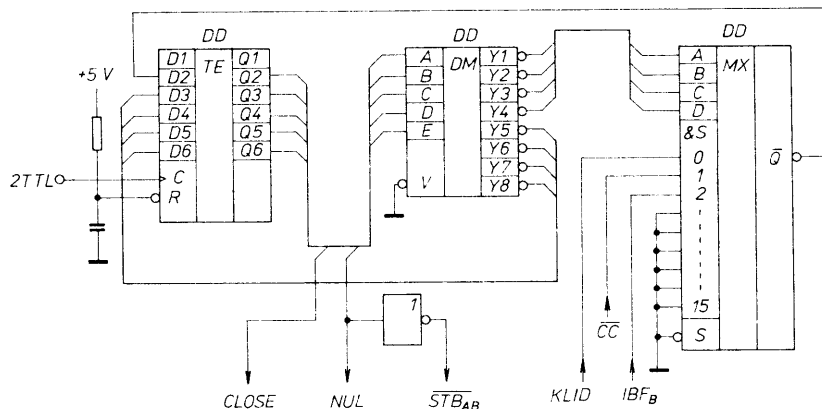 DD
D1 TE Q1
D2 Q2
D3 Q3
D4 Q4
D5 Q5
D6 Q6
C
R
+5 V
2TTL
DD
A DM Y1
B Y2
C Y3
D Y4
E Y5
Y6
Y7
V Y8
DD
A MX
B
C
D
&S
0 Q̅
1
2
15
S
1
C̅C̅
CLOSE NUL S̅T̅B̅AB KLID IBFB